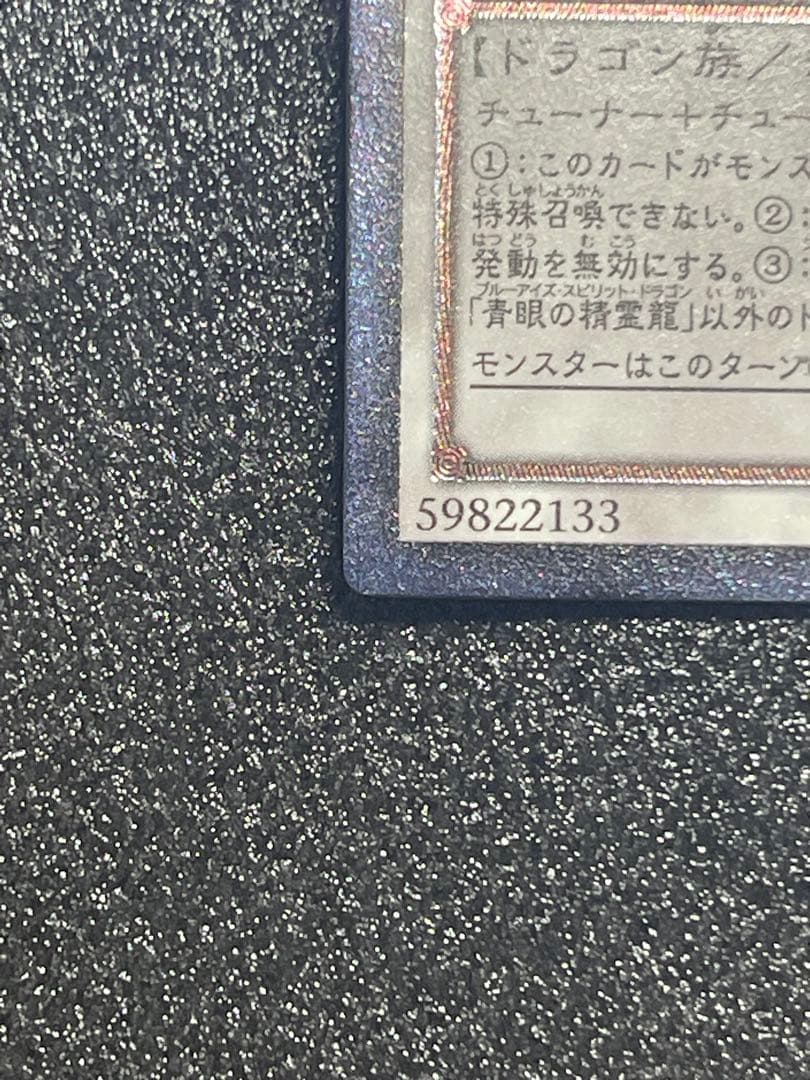 【ドラゴン族／
チューナー＋チュー
①：このカードがモンス
とくしゅしょうかん
特殊召喚できない。②：
はつどう むこう
発動を無効にする。③：
ブルーアイズ・スピリット・ドラゴン いがい
「青眼の精霊龍」以外のド
モンスターはこのターン
59822133